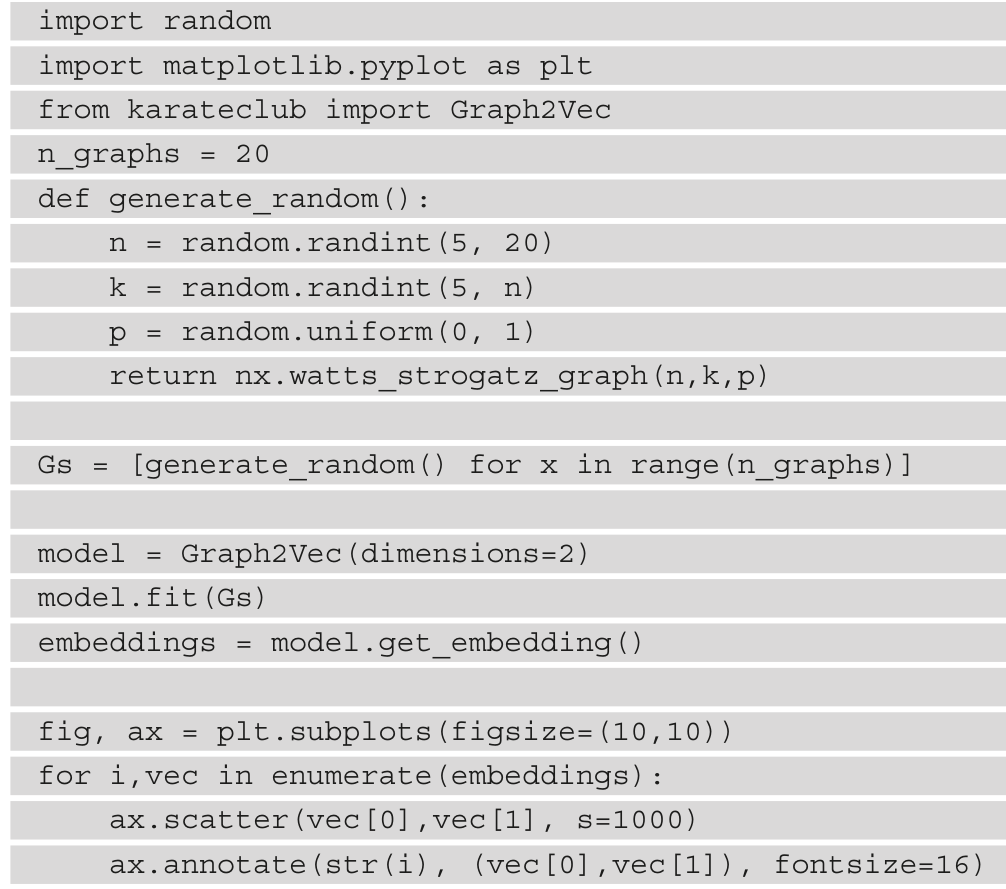 import random
import matplotlib.pyplot as plt
from karateclub import Graph2Vec
n_graphs = 20
def generate_random():
    n = random.randint(5, 20)
    k = random.randint(5, n)
    p = random.uniform(0, 1)
    return nx.watts_strogatz_graph(n,k,p)

Gs = [generate_random() for x in range(n_graphs)]

model = Graph2Vec(dimensions=2)
model.fit(Gs)
embeddings = model.get_embedding()

fig, ax = plt.subplots(figsize=(10,10))
for i,vec in enumerate(embeddings):
    ax.scatter(vec[0],vec[1], s=1000)
    ax.annotate(str(i), (vec[0],vec[1]), fontsize=16)